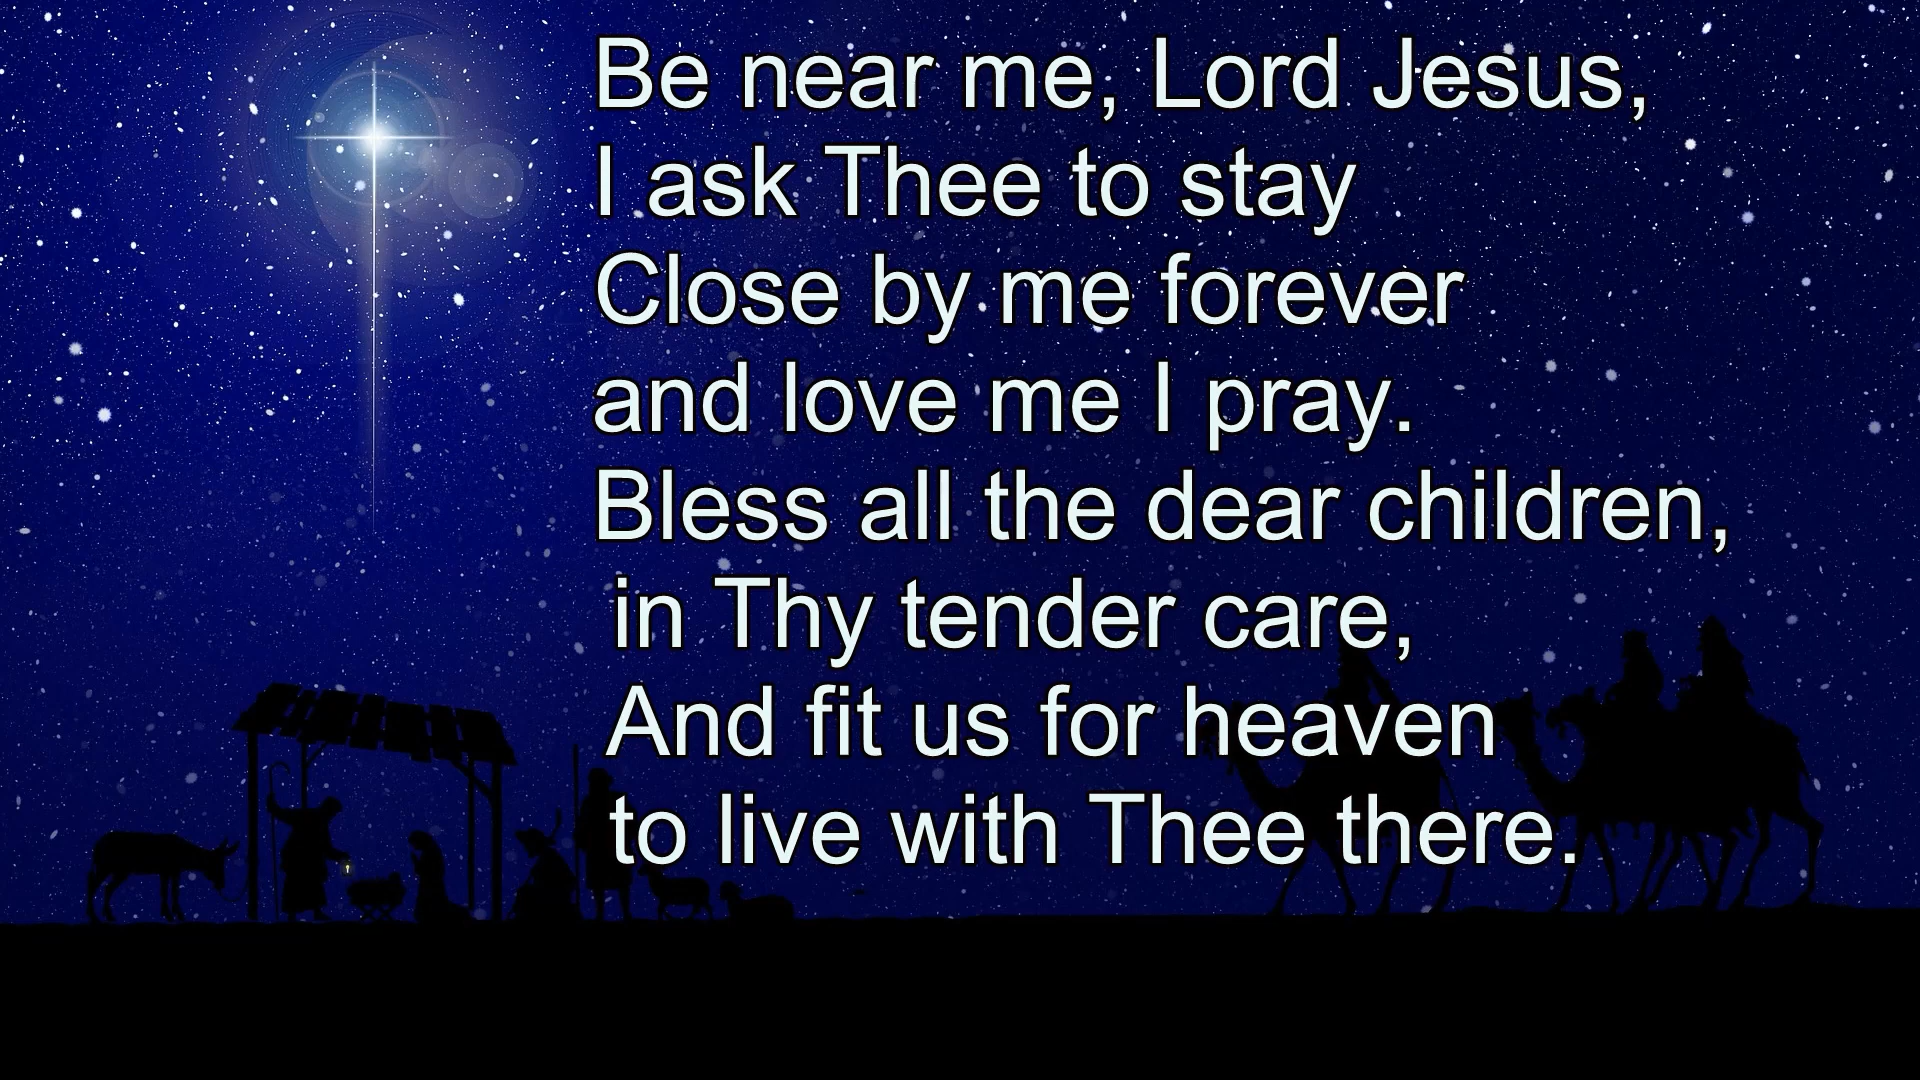 Be near me, Lord Jesus,
I ask Thee to stay
Close by me forever
and love me I pray.
Bless all the dear children,
in Thy tender care,
And fit us for heaven
to live with Thee there.